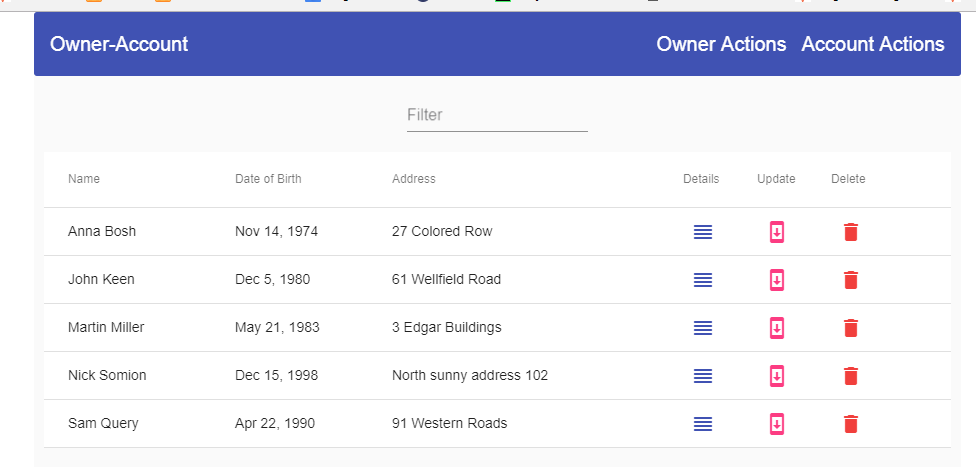 Owner-Account Owner Actions Account Actions
Filter
Name Date of Birth Address Details Update Delete
Anna Bosh Nov 14, 1974 27 Colored Row
John Keen Dec 5, 1980 61 Wellfield Road
Martin Miller May 21, 1983 3 Edgar Buildings
Nick Somion Dec 15, 1998 North sunny address 102
Sam Query Apr 22, 1990 91 Western Roads